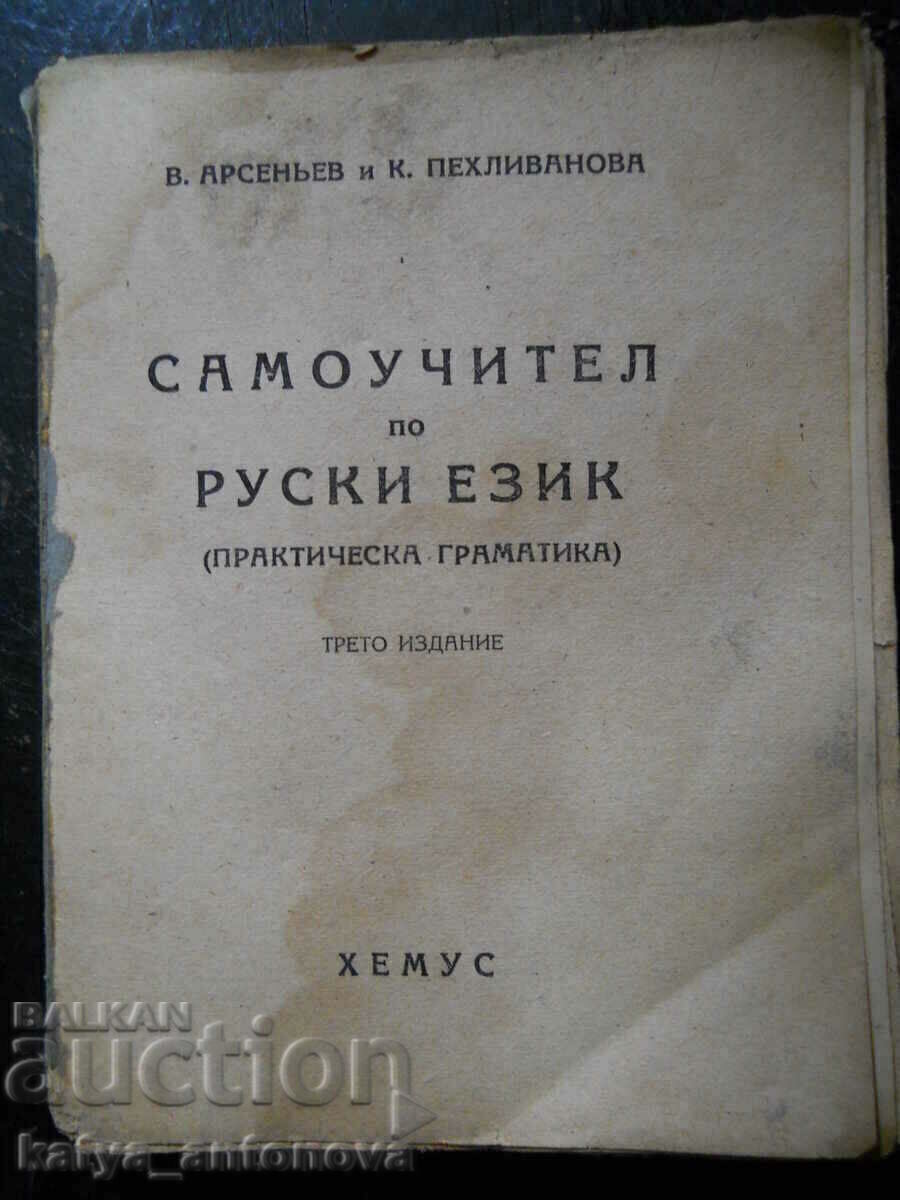 В. АРСЕНЬЕВ и К. ПЕХЛИВАНОВА
САМОУЧИТЕЛ
ПО
РУСКИ ЕЗИК
(ПРАКТИЧЕСКА ГРАМАТИКА)
ТРЕТО ИЗДАНИЕ
ХЕМУС
BALKAN
auction
katya_antonova